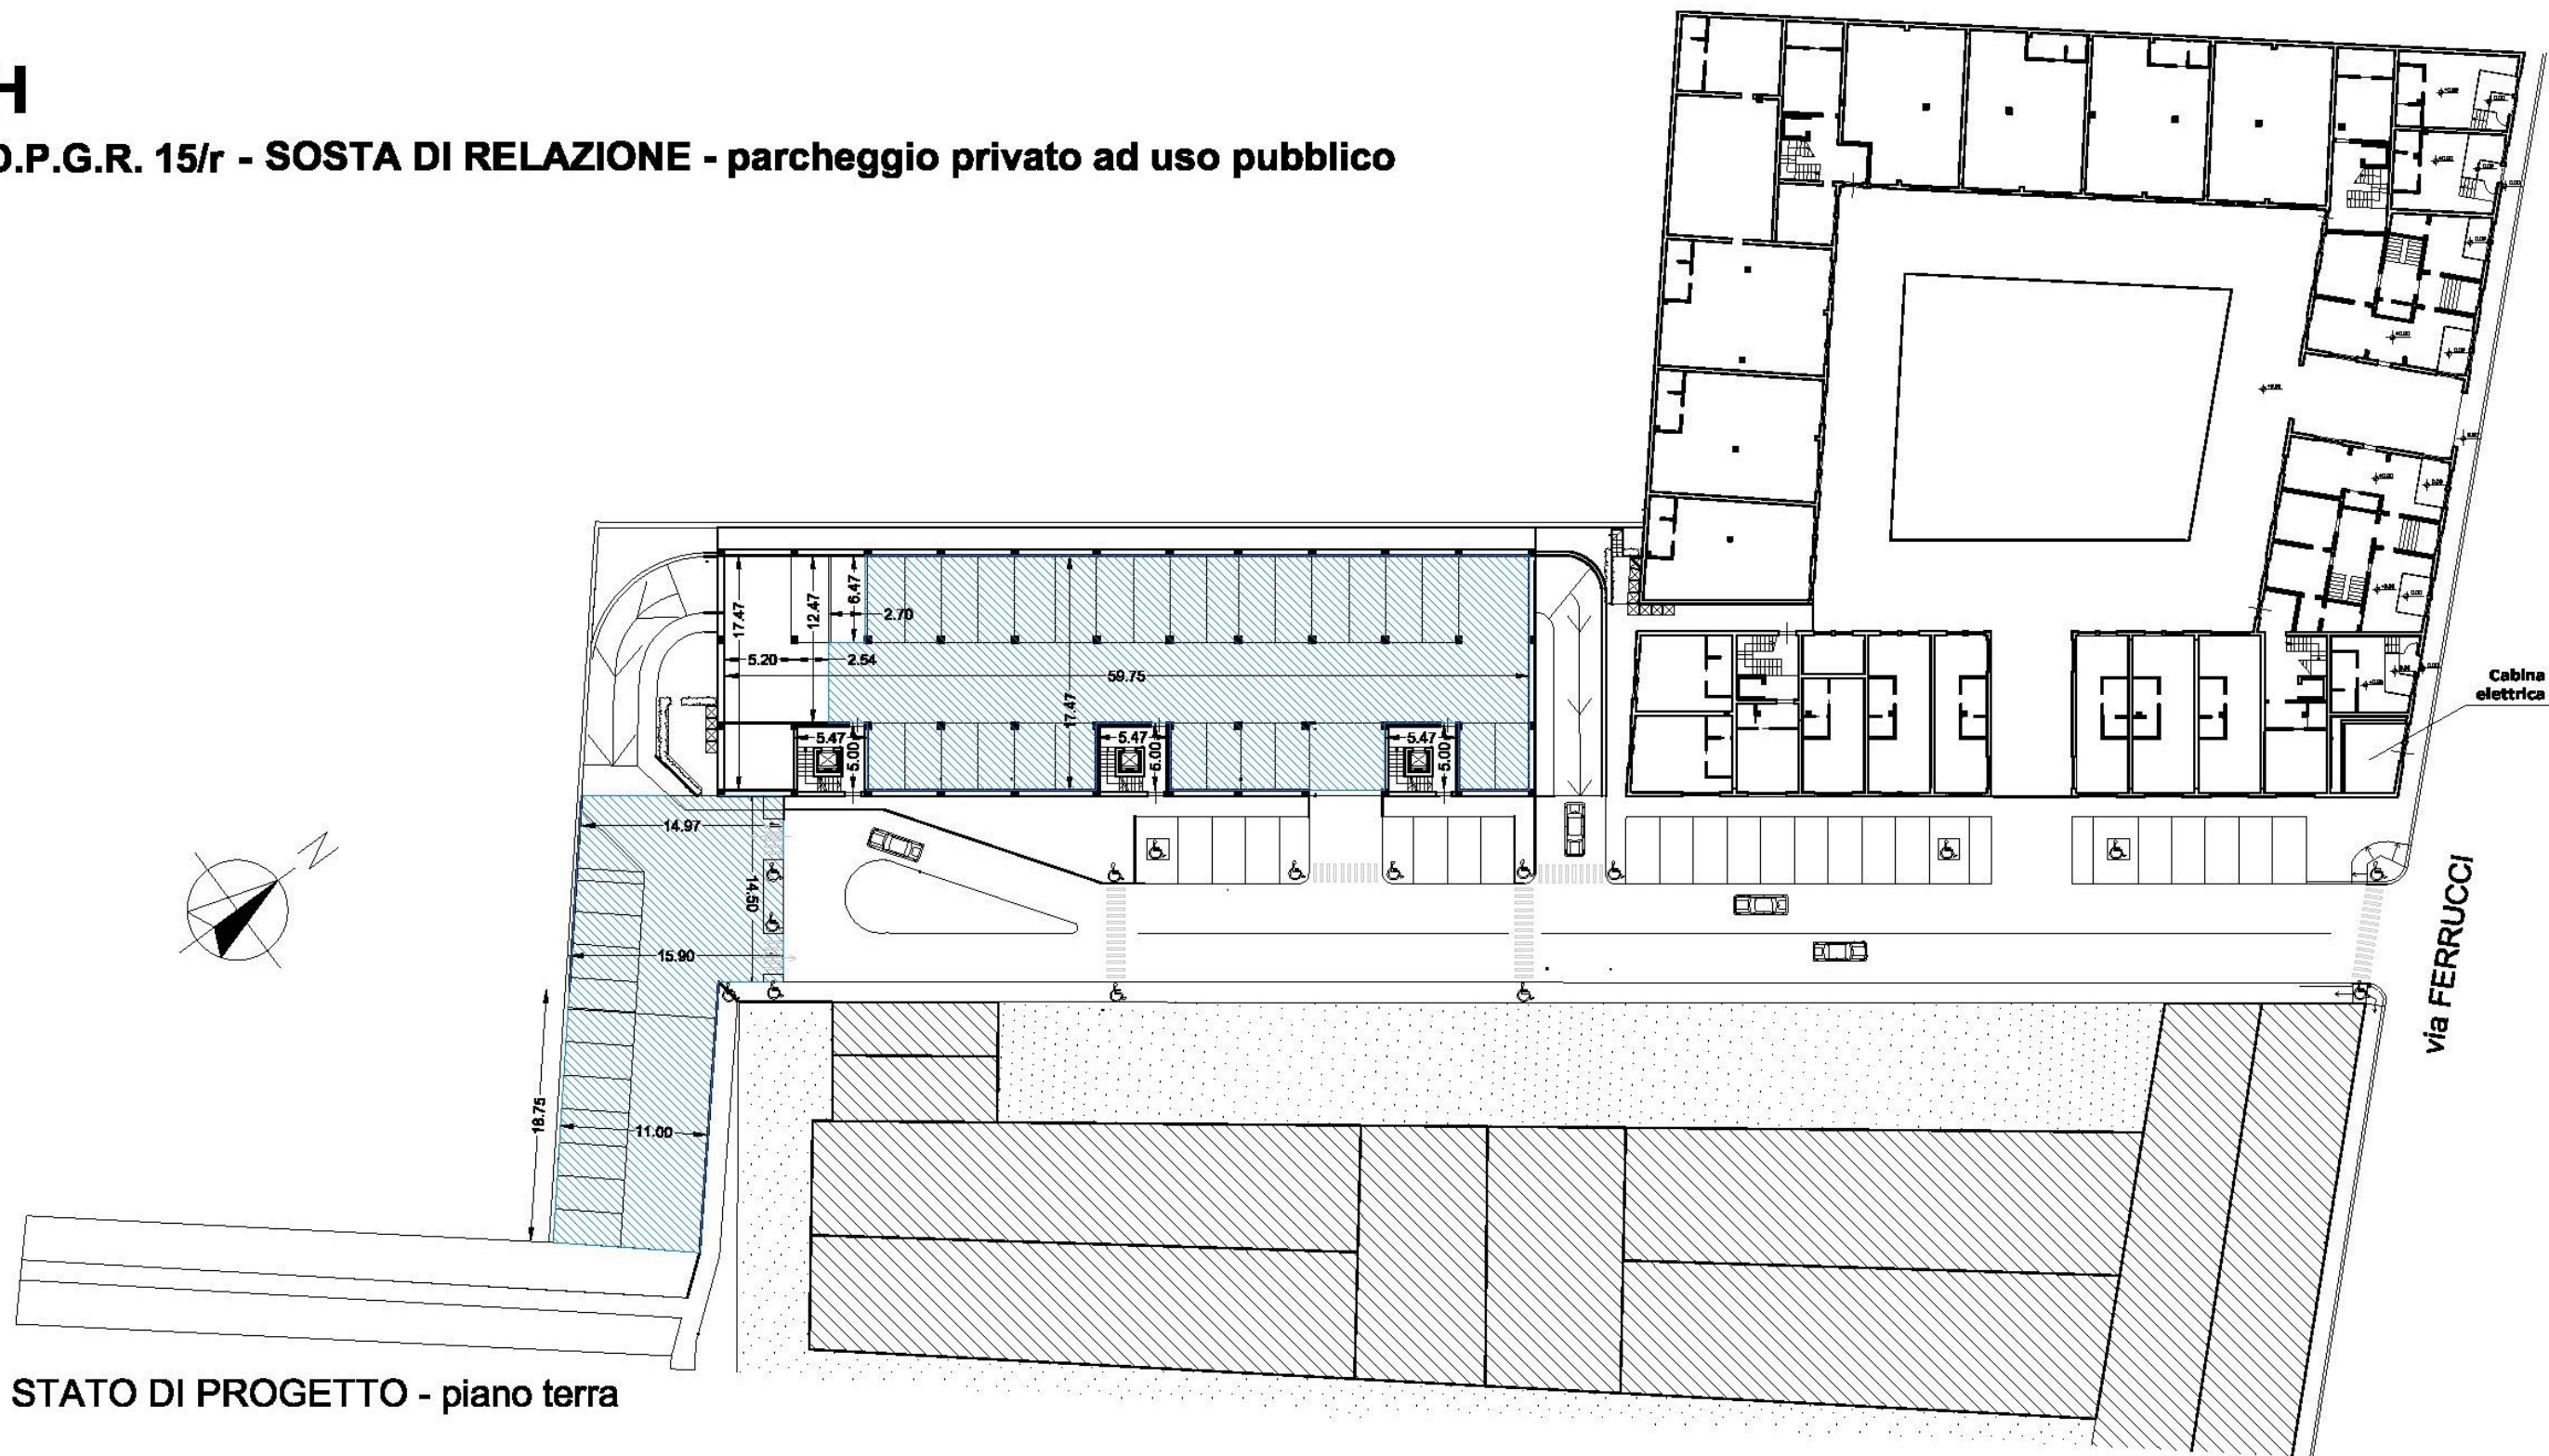 H
D.P.G.R. 15/r - SOSTA DI RELAZIONE - parcheggio privato ad uso pubblico
17.47
12.47
6.47
2.70
5.20
2.54
59.75
17.47
5.47
5.00
5.47
5.00
5.47
5.00
Cabina
elettrica
14.97
14.50
15.90
N
via FERRUCCI
18.75
11.00
STATO DI PROGETTO - piano terra